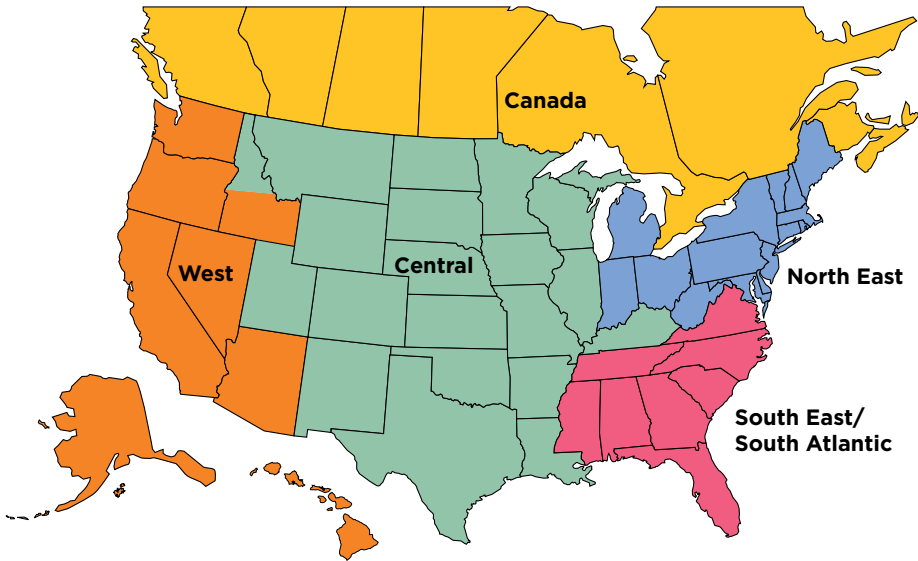 Canada
West
Central
North East
South East/
South Atlantic